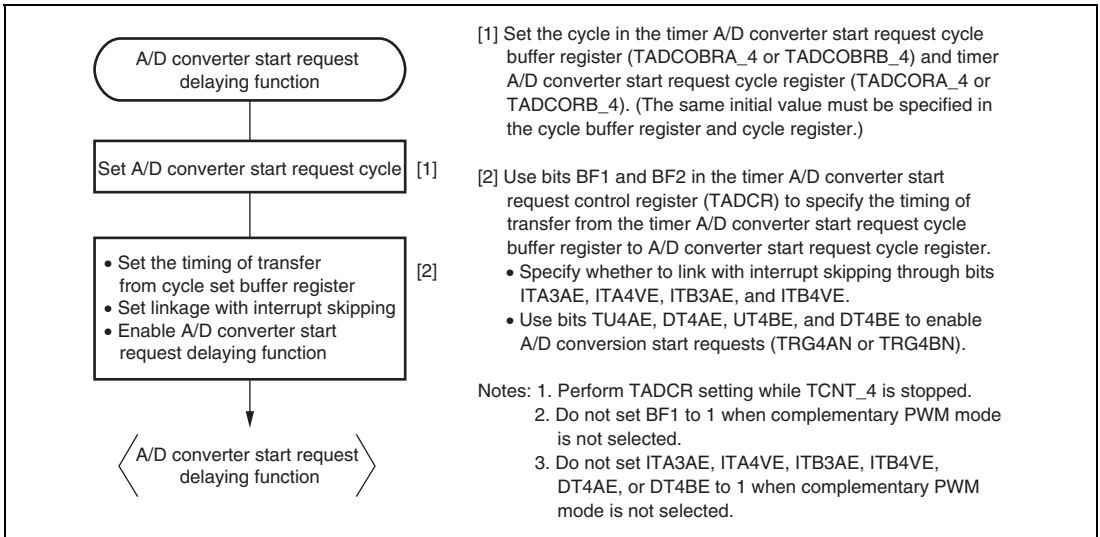 A/D converter start request
delaying function
Set A/D converter start request cycle
[1]
• Set the timing of transfer
from cycle set buffer register
• Set linkage with interrupt skipping
• Enable A/D converter start
request delaying function
[2]
A/D converter start request
delaying function
[1] Set the cycle in the timer A/D converter start request cycle
buffer register (TADCOBRA_4 or TADCOBRB_4) and timer
A/D converter start request cycle register (TADCORA_4 or
TADCORB_4). (The same initial value must be specified in
the cycle buffer register and cycle register.)
[2] Use bits BF1 and BF2 in the timer A/D converter start
request control register (TADCR) to specify the timing of
transfer from the timer A/D converter start request cycle
buffer register to A/D converter start request cycle register.
• Specify whether to link with interrupt skipping through bits
ITA3AE, ITA4VE, ITB3AE, and ITB4VE.
• Use bits TU4AE, DT4AE, UT4BE, and DT4BE to enable
A/D conversion start requests (TRG4AN or TRG4BN).
Notes: 1. Perform TADCR setting while TCNT_4 is stopped.
2. Do not set BF1 to 1 when complementary PWM mode
is not selected.
3. Do not set ITA3AE, ITA4VE, ITB3AE, ITB4VE,
DT4AE, or DT4BE to 1 when complementary PWM
mode is not selected.